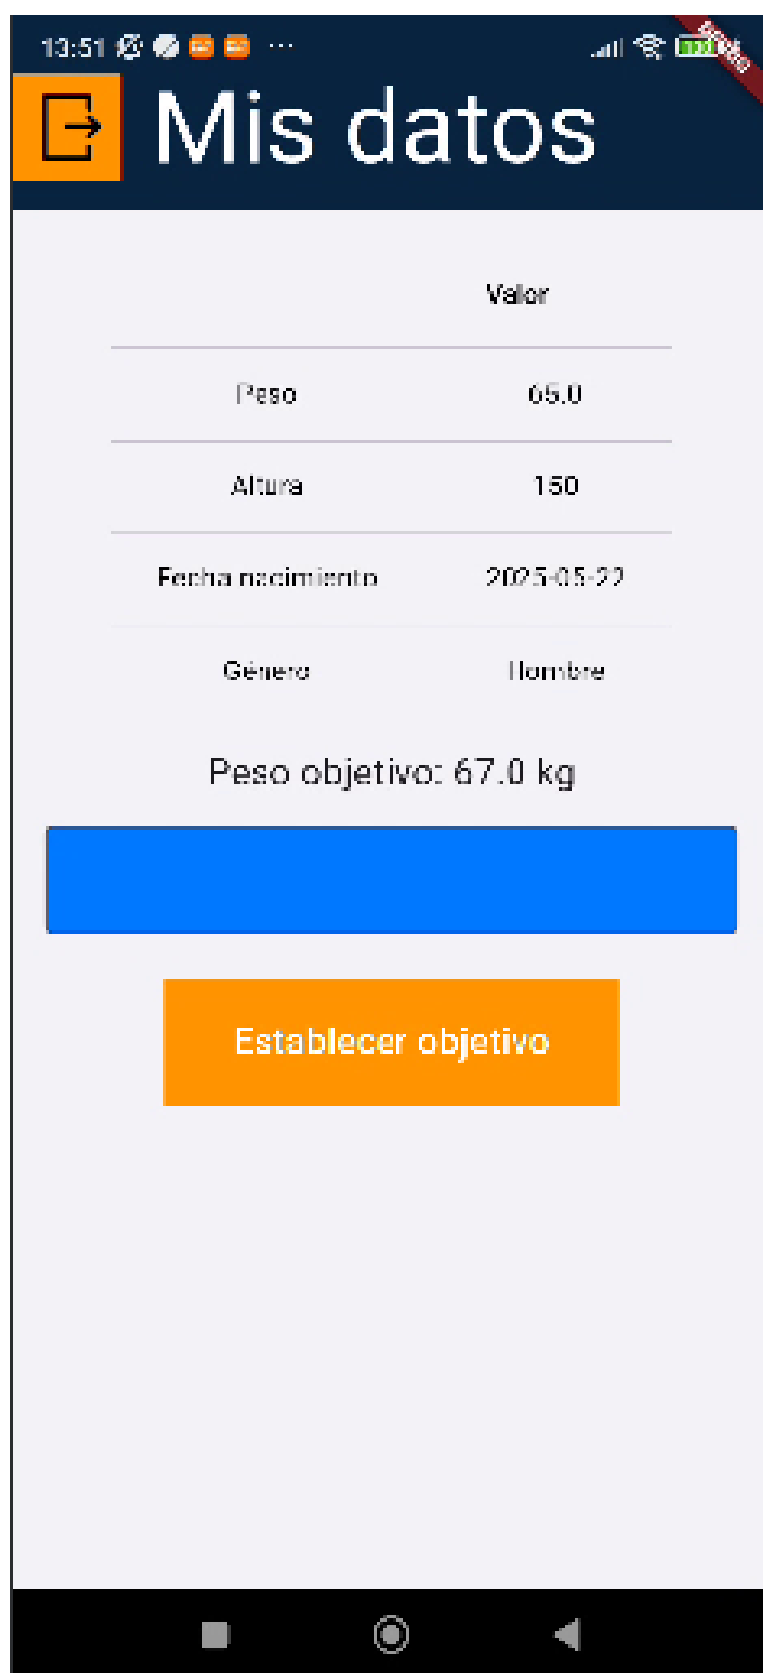 13:51
Mis datos
Valor
Peso 65.0
Altura 150
Fecha nacimiento 2025-05-22
Género Hombre
Peso objetivo: 67.0 kg
Establecer objetivo